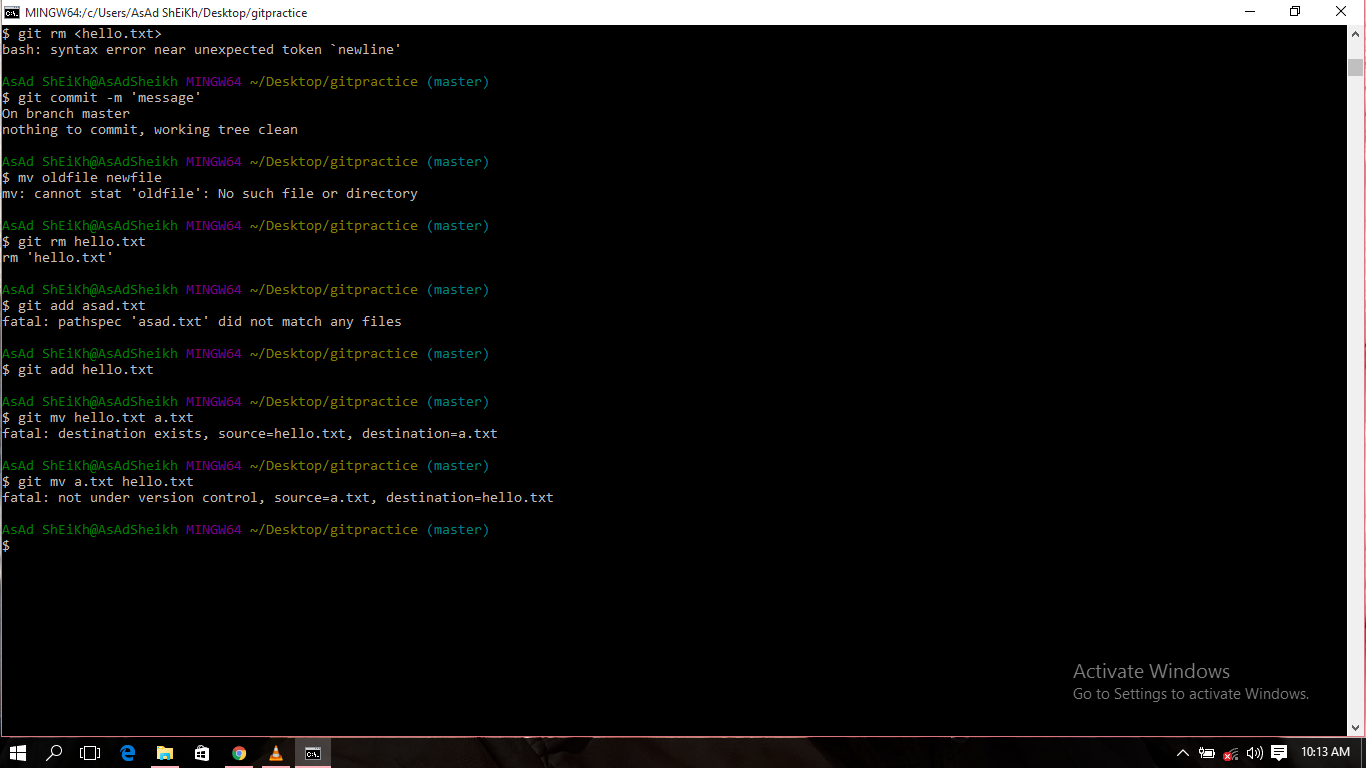 MINGW64:/c/Users/AsAd ShEiKh/Desktop/gitpractice
$ git rm <hello.txt>
bash: syntax error near unexpected token `newline'
AsAd ShEiKh@AsAdSheikh MINGW64 ~/Desktop/gitpractice (master)
$ git commit -m 'message'
On branch master
nothing to commit, working tree clean
AsAd ShEiKh@AsAdSheikh MINGW64 ~/Desktop/gitpractice (master)
$ mv oldfile newfile
mv: cannot stat 'oldfile': No such file or directory
AsAd ShEiKh@AsAdSheikh MINGW64 ~/Desktop/gitpractice (master)
$ git rm hello.txt
rm 'hello.txt'
AsAd ShEiKh@AsAdSheikh MINGW64 ~/Desktop/gitpractice (master)
$ git add asad.txt
fatal: pathspec 'asad.txt' did not match any files
AsAd ShEiKh@AsAdSheikh MINGW64 ~/Desktop/gitpractice (master)
$ git add hello.txt
AsAd ShEiKh@AsAdSheikh MINGW64 ~/Desktop/gitpractice (master)
$ git mv hello.txt a.txt
fatal: destination exists, source=hello.txt, destination=a.txt
AsAd ShEiKh@AsAdSheikh MINGW64 ~/Desktop/gitpractice (master)
$ git mv a.txt hello.txt
fatal: not under version control, source=a.txt, destination=hello.txt
AsAd ShEiKh@AsAdSheikh MINGW64 ~/Desktop/gitpractice (master)
$
Activate Windows
Go to Settings to activate Windows.
10:13 AM